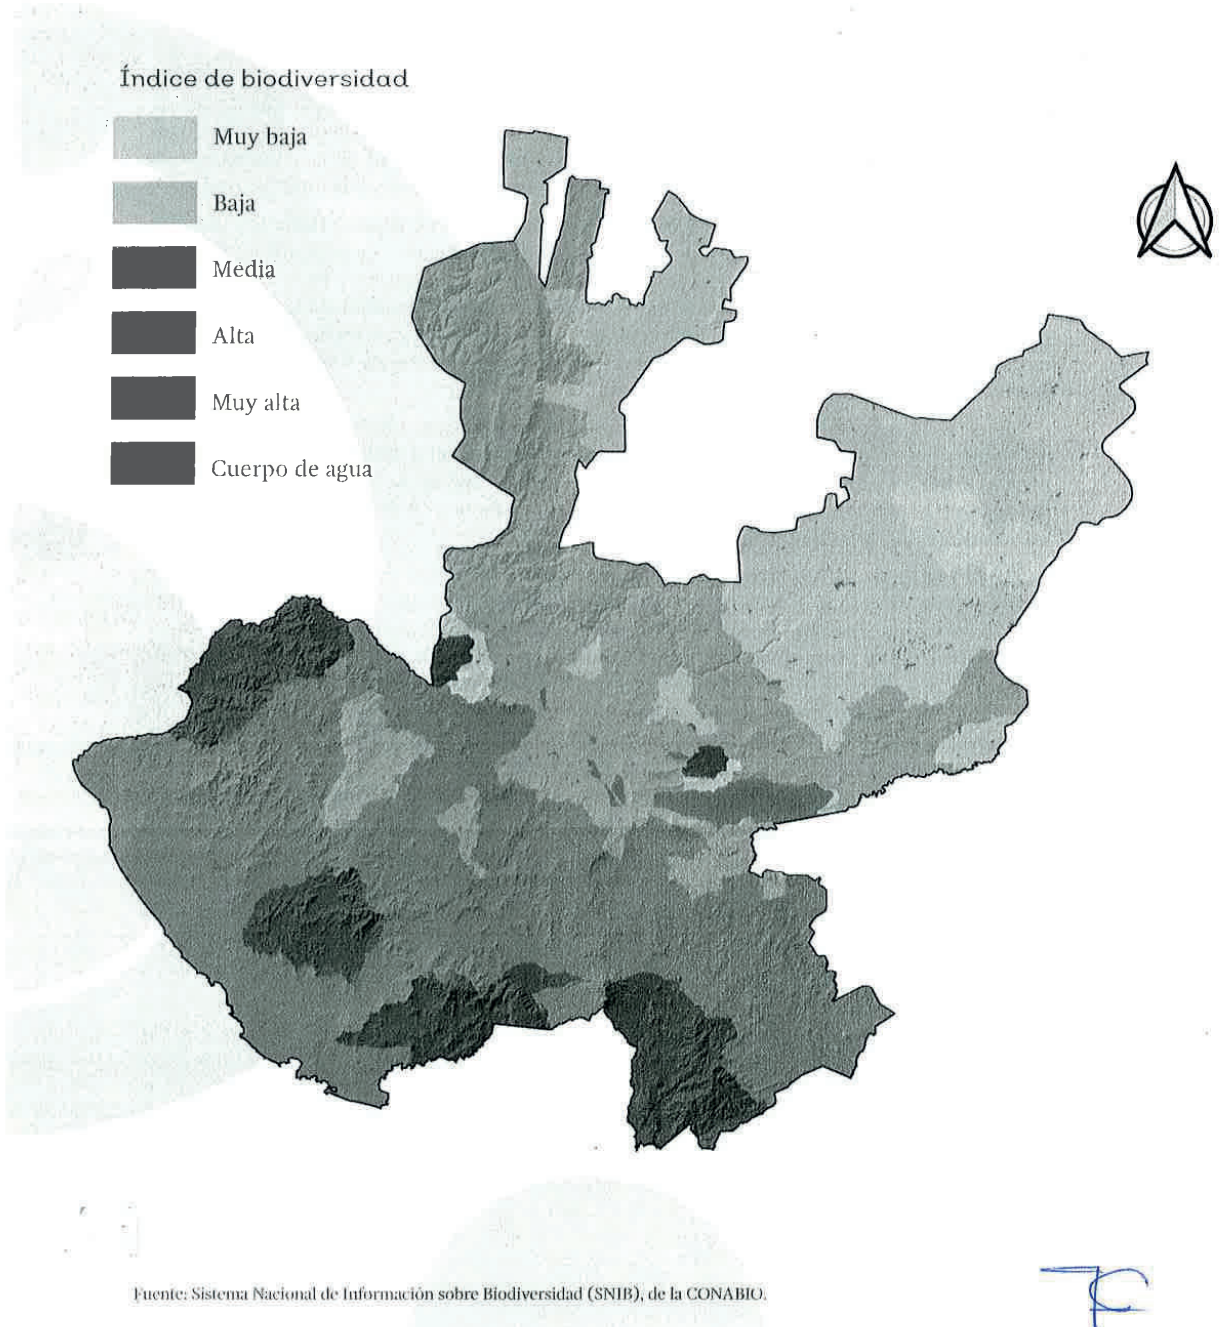 Índice de biodiversidad
Muy baja
Baja
Media
Alta
Muy alta
Cuerpo de agua
Fuente: Sistema Nacional de Información sobre Biodiversidad (SNIB), de la CONABIO.